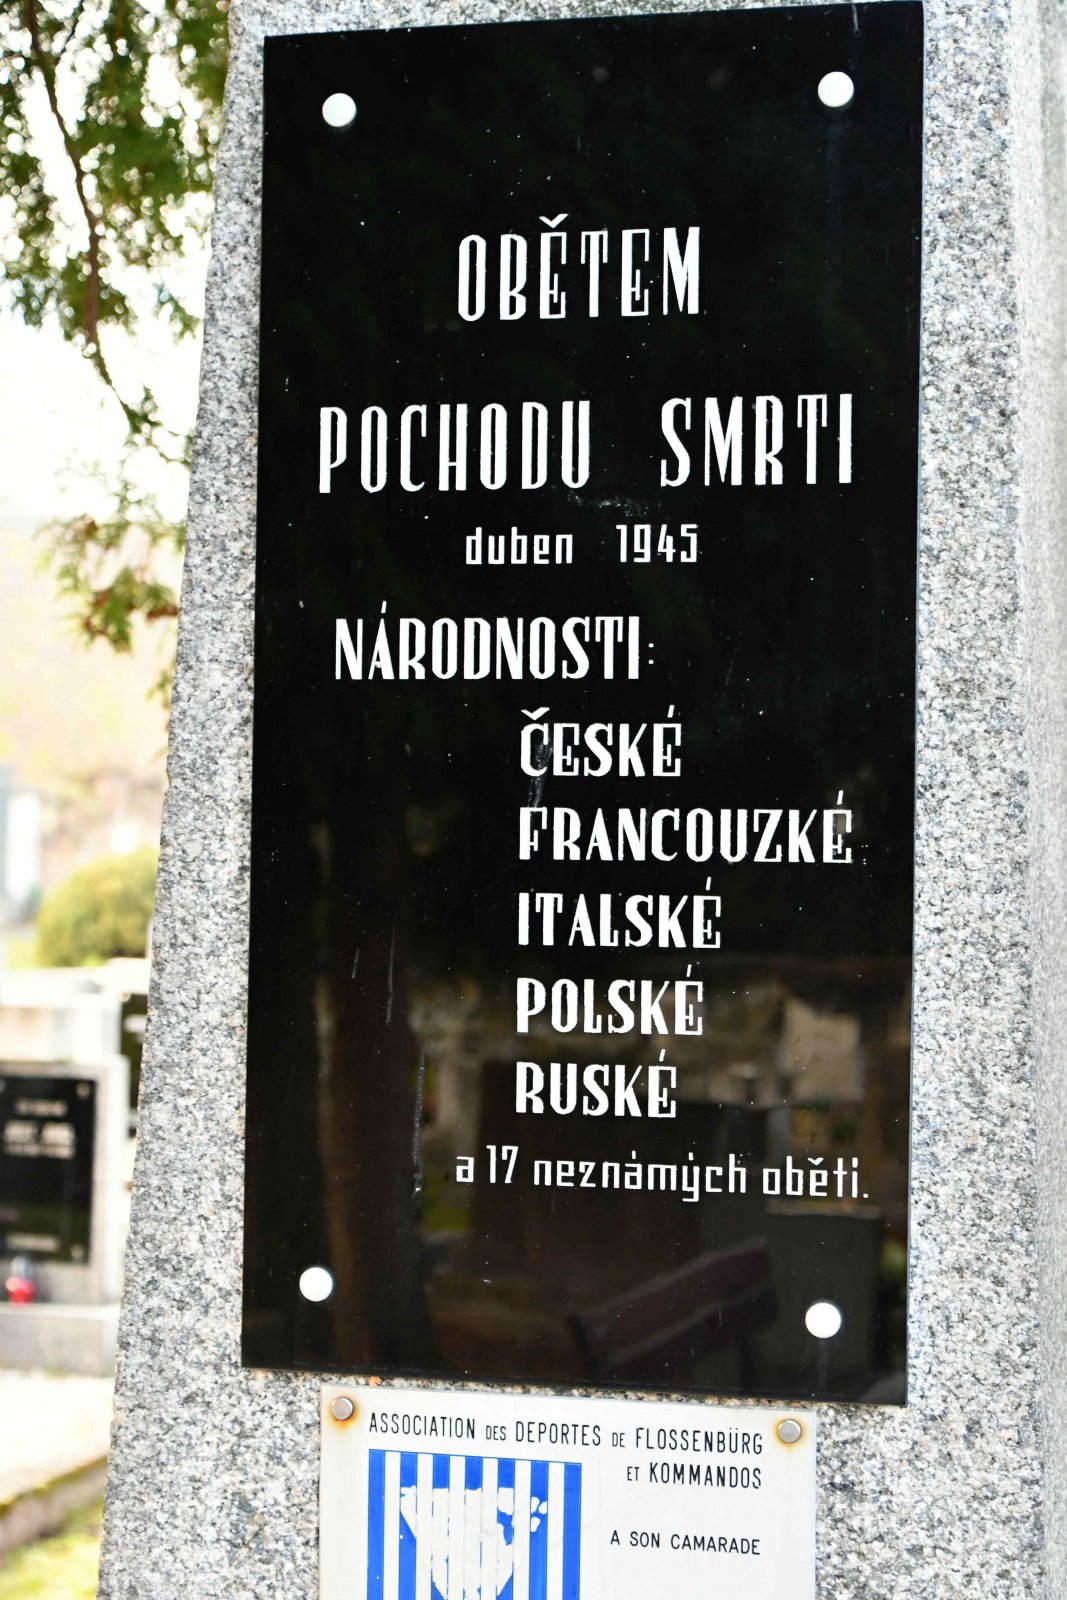 OBĚTEM
POCHODU SMRTI
duben 1945
NÁRODNOSTI:
ČESKÉ
FRANCOUZKÉ
ITALSKÉ
POLSKÉ
RUSKÉ
a 17 neznámých obětí.
ASSOCIATION DES DEPORTES DE FLOSSENBÜRG
ET KOMMANDOS
A SON CAMARADE